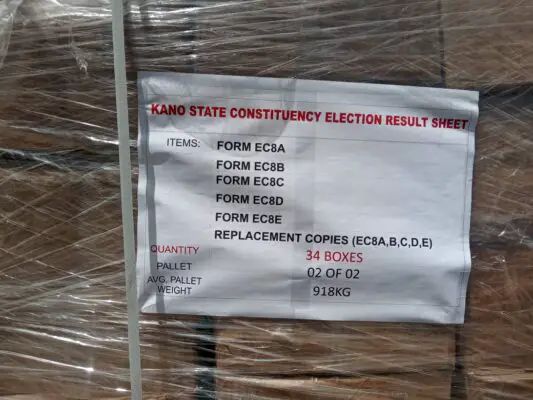 KANO STATE CONSTITUENCY ELECTION RESULT SHEET
ITEMS: FORM EC8A
FORM EC8B
FORM EC8C
FORM EC8D
FORM EC8E
REPLACEMENT COPIES (EC8A,B,C,D,E)
QUANTITY 34 BOXES
PALLET 02 OF 02
AVG. PALLET
WEIGHT 918KG